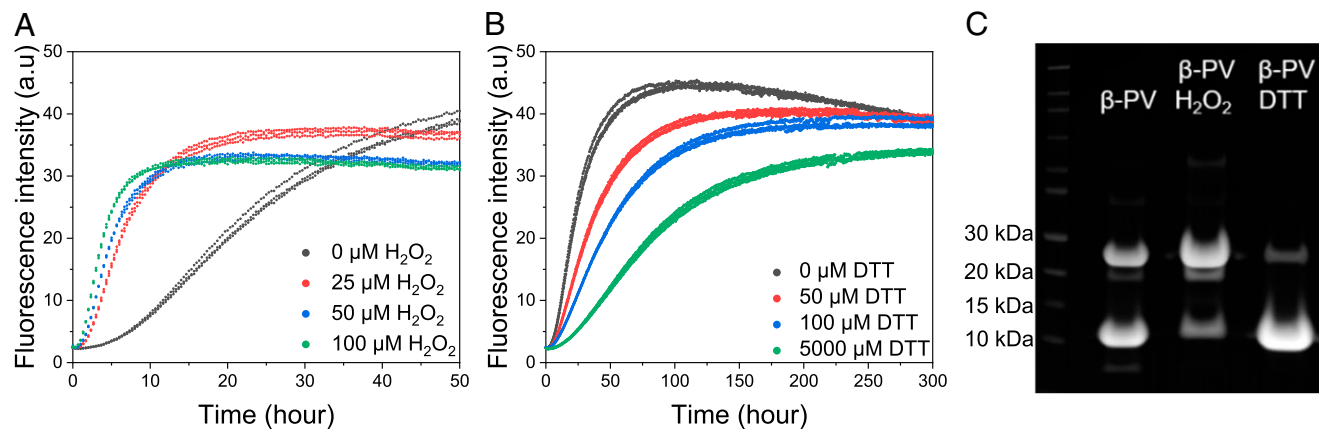 A
Fluorescence intensity (a.u)
50
40
30
20
10
0
0 µM H₂O₂
25 µM H₂O₂
50 µM H₂O₂
100 µM H₂O₂
0 10 20 30 40 50
Time (hour)
B
Fluorescence intensity (a.u)
50
40
30
20
10
0
0 µM DTT
50 µM DTT
100 µM DTT
5000 µM DTT
0 50 100 150 200 250 300
Time (hour)
C
β-PV
β-PV
H₂O₂
β-PV
DTT
30 kDa
20 kDa
15 kDa
10 kDa